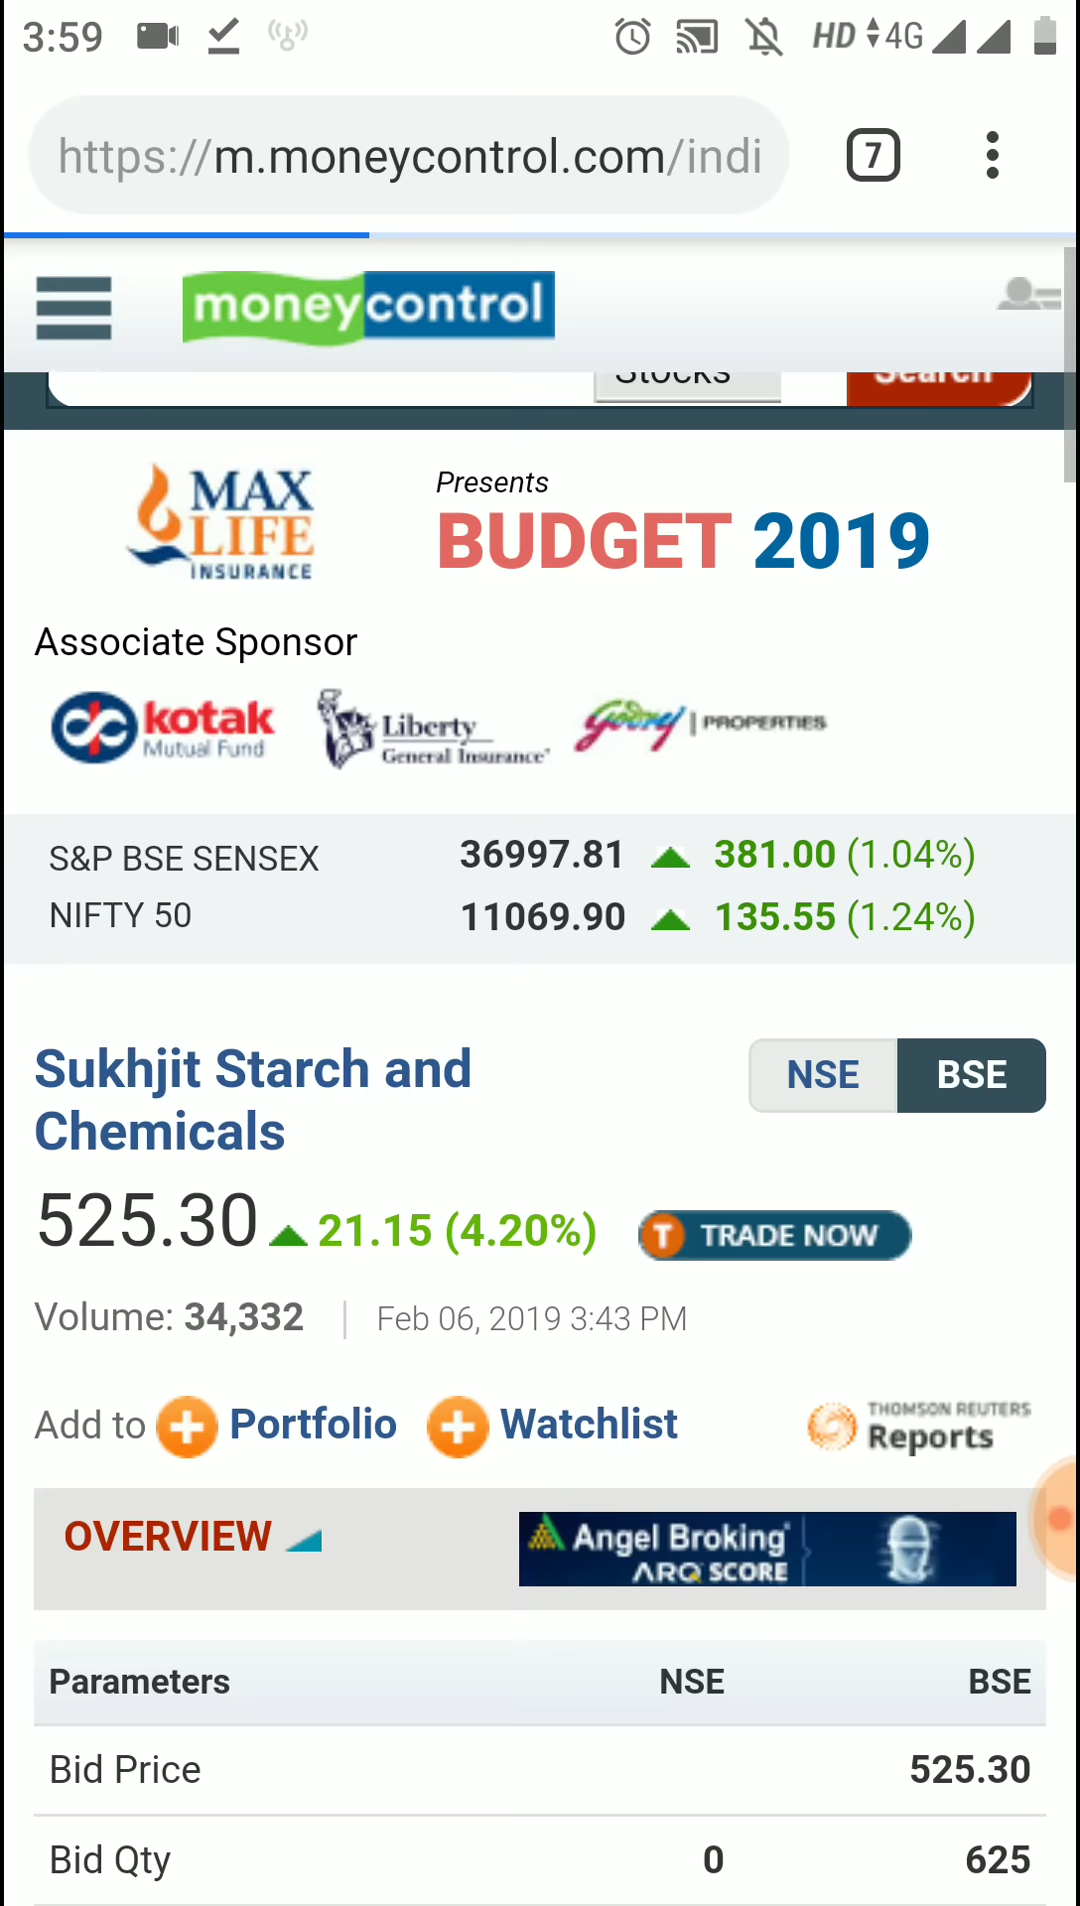 3:59 HD 4G
https://m.moneycontrol.com/indi 7
moneycontrol
Stocks Search
MAX
LIFE
INSURANCE
Presents
BUDGET 2019
Associate Sponsor
kotak
Mutual Fund
Liberty
General Insurance
Godrej | PROPERTIES
S&P BSE SENSEX 36997.81 381.00 (1.04%)
NIFTY 50 11069.90 135.55 (1.24%)
Sukhjit Starch and
Chemicals
NSE BSE
525.30 21.15 (4.20%) T TRADE NOW
Volume: 34,332 | Feb 06, 2019 3:43 PM
Add to Portfolio Watchlist
THOMSON REUTERS
Reports
OVERVIEW
Angel Broking
ARQ SCORE
Parameters NSE BSE
Bid Price 525.30
Bid Qty 0 625